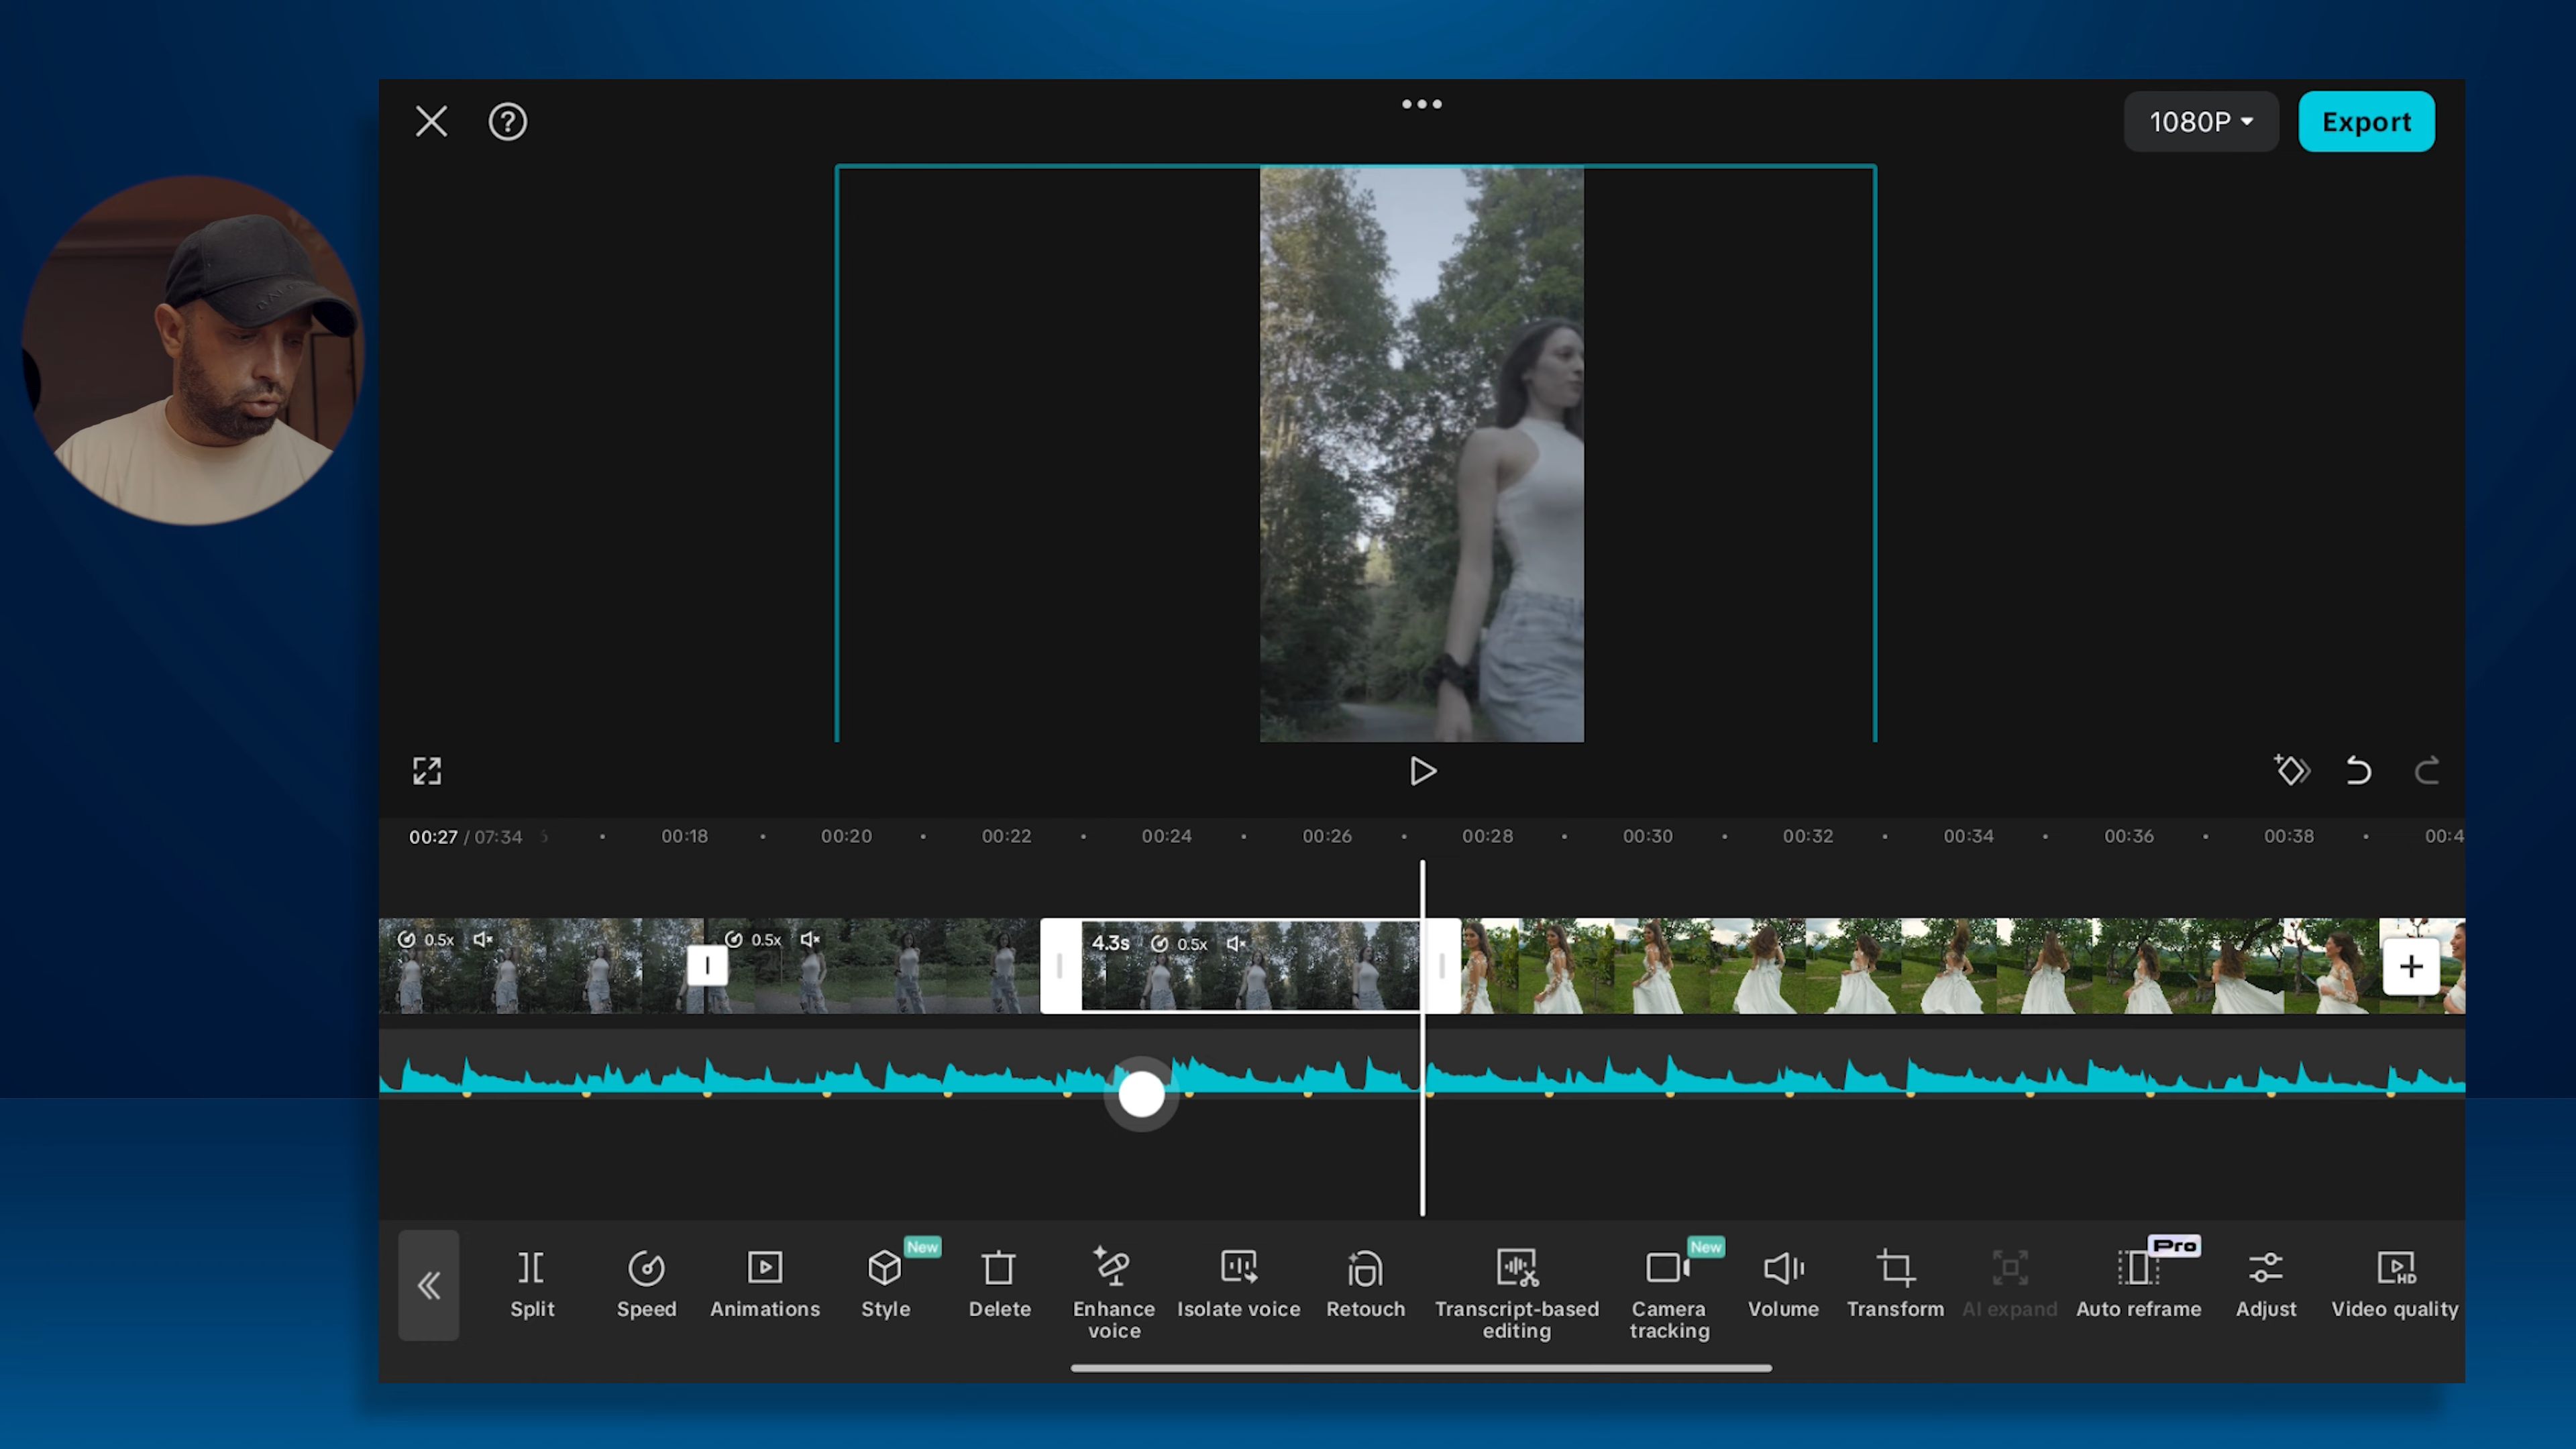 1080P
Export
00:27 / 07:34
00:18
00:20
00:22
00:24
00:26
00:28
00:30
00:32
00:34
00:36
00:38
00:4
0.5x
0.5x
4.3s 0.5x
New
New
Pro
Split
Speed
Animations
Style
Delete
Enhance
voice
Isolate voice
Retouch
Transcript-based
editing
Camera
tracking
Volume
Transform
AI expand
Auto reframe
Adjust
HD
Video quality